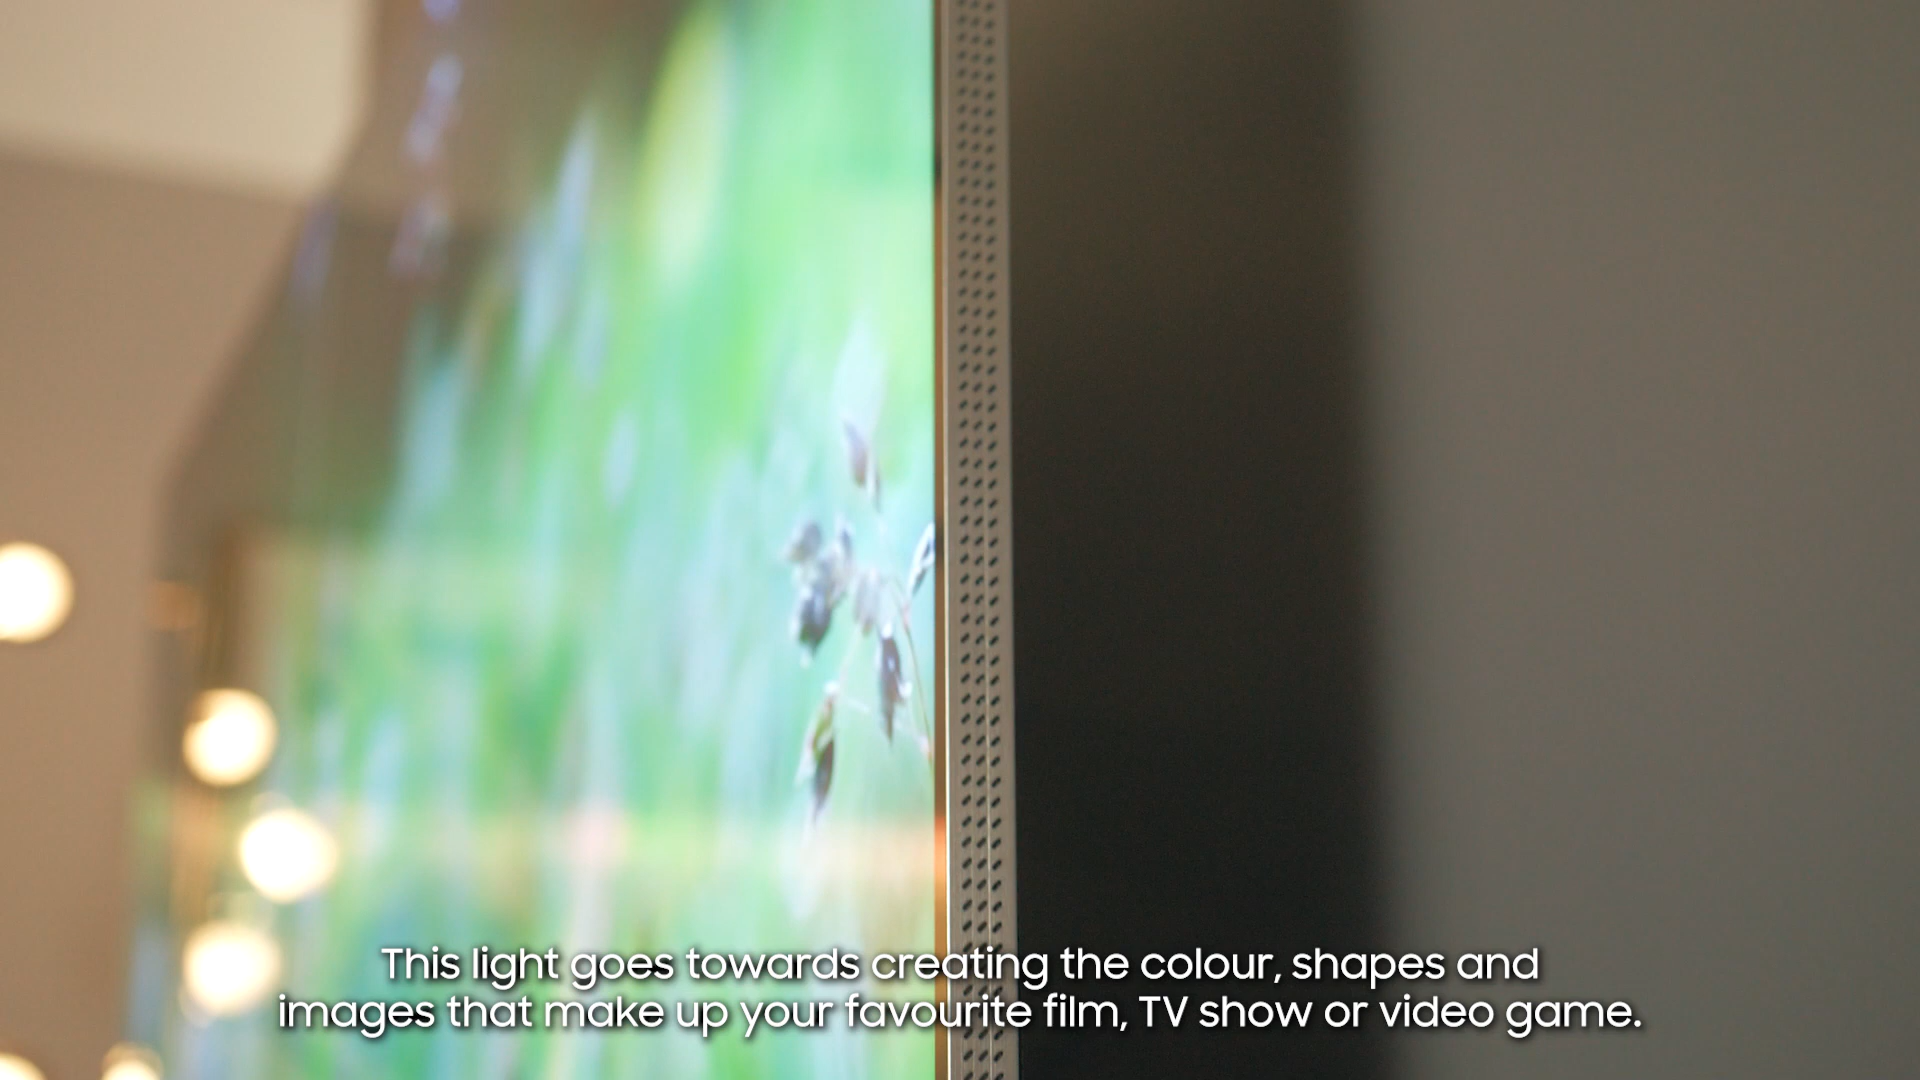 This light goes towards creating the colour, shapes and
images that make up your favourite film, TV show or video game.